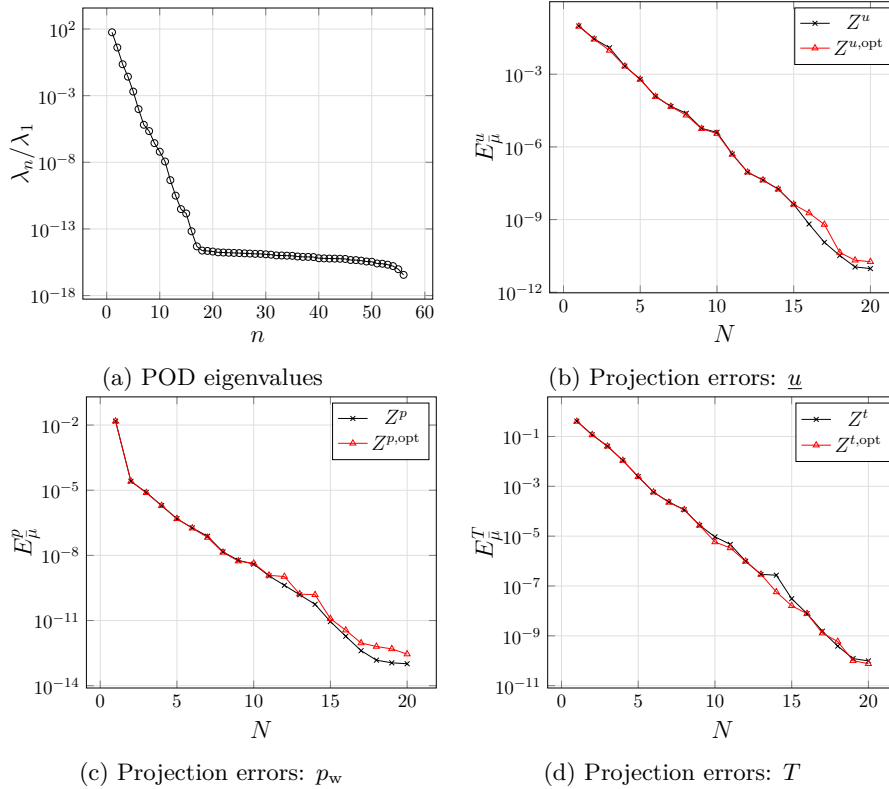 10^2
10^−3
10^−8
10^−13
10^−18
λ_n/λ_1
0 10 20 30 40 50 60
n
(a) POD eigenvalues
Z^u
Z^{u,opt}
10^−3
10^−6
10^−9
10^−12
E^u_{μ̄}
0 5 10 15 20
N
(b) Projection errors: u
Z^p
Z^{p,opt}
10^−2
10^−5
10^−8
10^−11
10^−14
E^p_{μ̄}
0 5 10 15 20
N
(c) Projection errors: p_w
Z^t
Z^{t,opt}
10^−1
10^−3
10^−5
10^−7
10^−9
10^−11
E^T_{μ̄}
0 5 10 15 20
N
(d) Projection errors: T